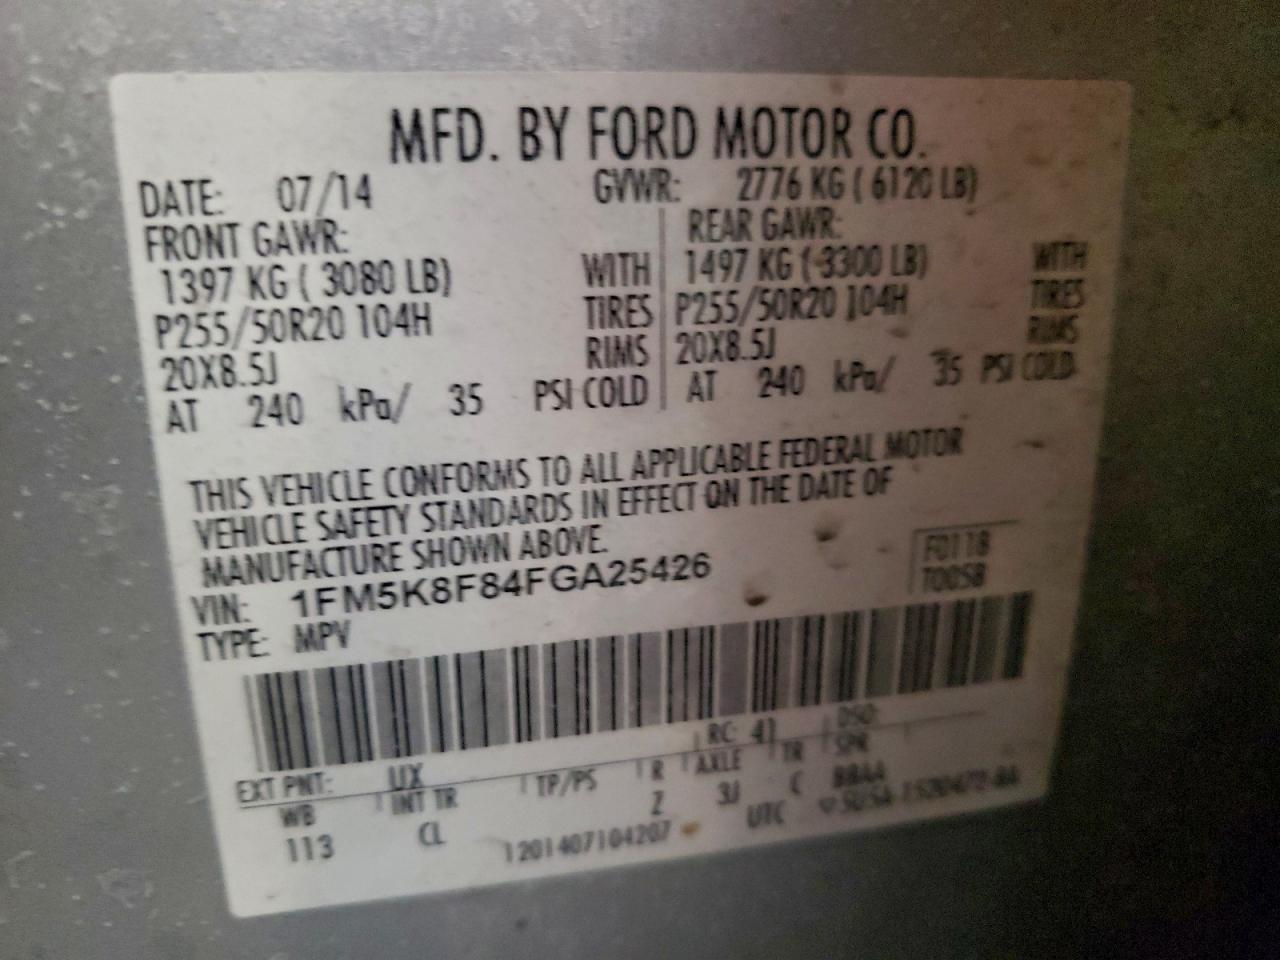 MFD. BY FORD MOTOR CO.
DATE: 07/14 GVWR: 2776 KG ( 6120 LB)
FRONT GAWR: REAR GAWR:
1397 KG ( 3080 LB) WITH 1497 KG ( 3300 LB) WITH
P255/50R20 104H TIRES P255/50R20 104H TIRES
20X8.5J RIMS 20X8.5J RIMS
AT 240 kPa/ 35 PSI COLD AT 240 kPa/ 35 PSI COLD
THIS VEHICLE CONFORMS TO ALL APPLICABLE FEDERAL MOTOR
VEHICLE SAFETY STANDARDS IN EFFECT ON THE DATE OF
MANUFACTURE SHOWN ABOVE.
VIN: 1FM5K8F84FGA25426 F0118
TYPE: MPV T0058
EXT PNT: UX RC: 41 DSO:
WB INT TR TP/PS R AXLE TR SPR
113 CL Z 3J C BBAA
1201407104207 UTC